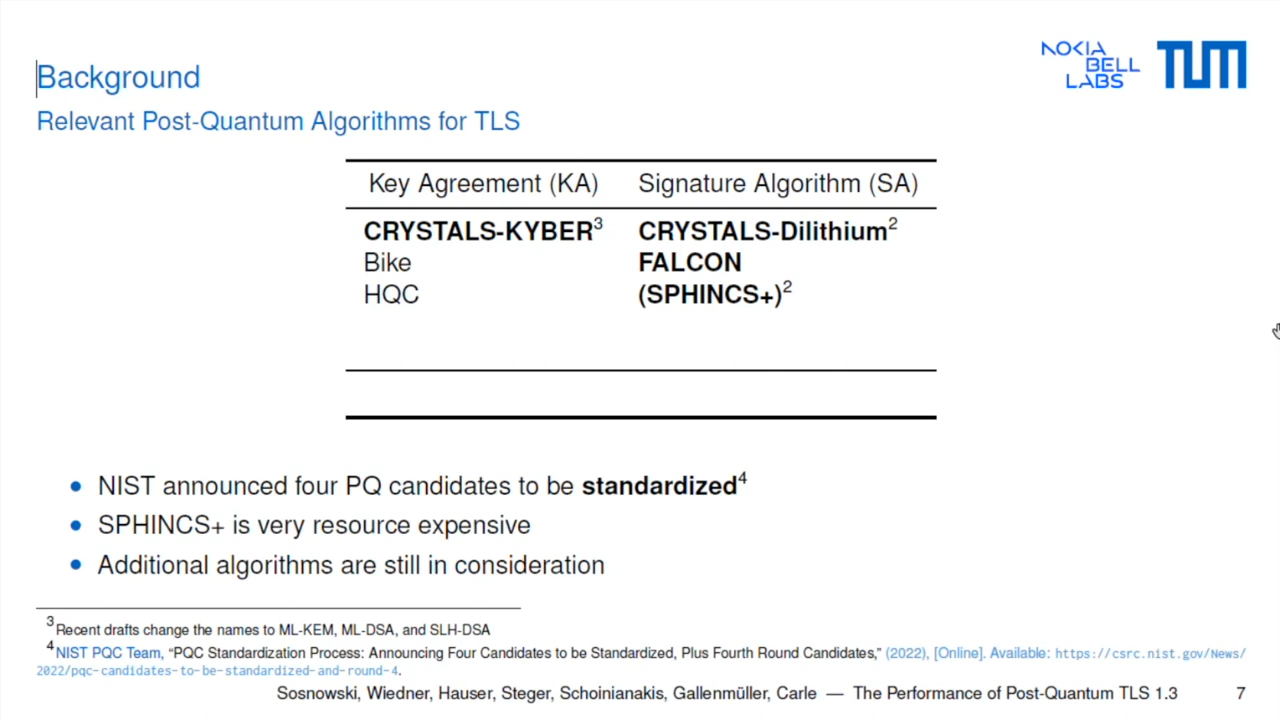 NOKIA
BELL
LABS
TUM
Background
Relevant Post-Quantum Algorithms for TLS
Key Agreement (KA) Signature Algorithm (SA)
CRYSTALS-KYBER³ CRYSTALS-Dilithium²
Bike FALCON
HQC (SPHINCS+)²
• NIST announced four PQ candidates to be standardized⁴
• SPHINCS+ is very resource expensive
• Additional algorithms are still in consideration
³Recent drafts change the names to ML-KEM, ML-DSA, and SLH-DSA
⁴NIST PQC Team, “PQC Standardization Process: Announcing Four Candidates to be Standardized, Plus Fourth Round Candidates,” (2022), [Online]. Available: https://csrc.nist.gov/News/
2022/pqc-candidates-to-be-standardized-and-round-4.
Sosnowski, Wiedner, Hauser, Steger, Schoinianakis, Gallenmüller, Carle — The Performance of Post-Quantum TLS 1.3 7